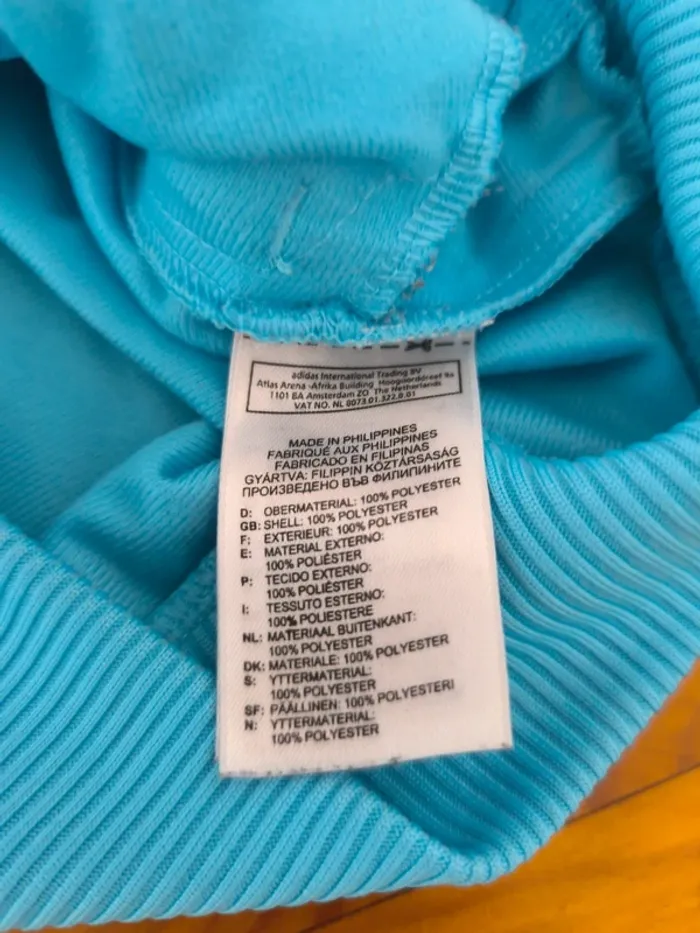 adidas International Trading BV
Atlas Arena -Afrika Building Hoogoorddreef 9a
1101 BA Amsterdam ZO The Netherlands
VAT NO. NL 8073.01.322.B.01
MADE IN PHILIPPINES
FABRIQUÉ AUX PHILIPPINES
FABRICADO EN FILIPINAS
GYÁRTVA: FILIPPIN KÖZTÁRSASÁG
ПРОИЗВЕДЕНО ВЪВ ФИЛИПИНИТЕ
D: OBERMATERIAL: 100% POLYESTER
GB: SHELL: 100% POLYESTER
F: EXTERIEUR: 100% POLYESTER
E: MATERIAL EXTERNO:
100% POLIÉSTER
P: TECIDO EXTERNO:
100% POLIÉSTER
I: TESSUTO ESTERNO:
100% POLIESTERE
NL: MATERIAAL BUITENKANT:
100% POLYESTER
DK: MATERIALE: 100% POLYESTER
S: YTTERMATERIAL:
100% POLYESTER
SF: PÄÄLLINEN: 100% POLYESTERI
N: YTTERMATERIAL:
100% POLYESTER